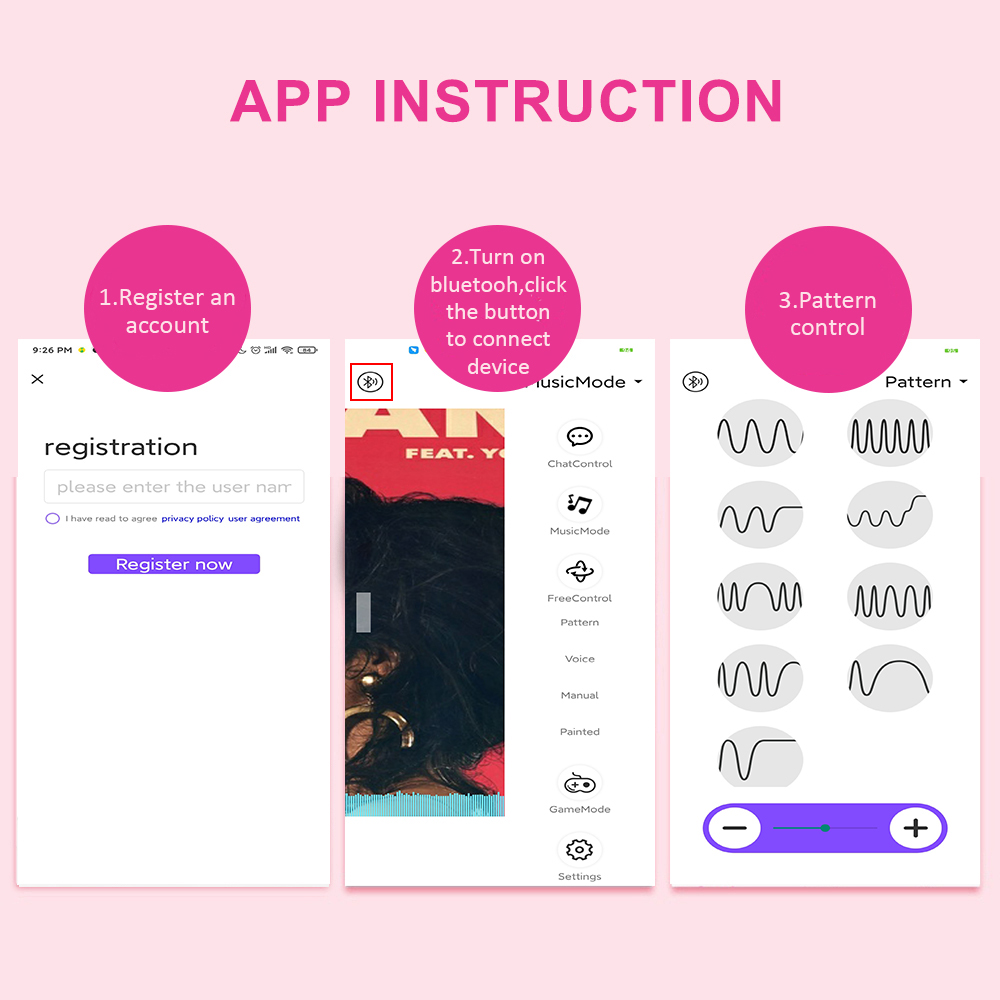 APP INSTRUCTION
1.Register an
account
2.Turn on
bluetooh,click
the button
to connect
device
3.Pattern
control
9:26 PM
84
registration
please enter the user nam
I have read to agree privacy policy user agreement
Register now
usicMode
FEAT. YO
ChatControl
MusicMode
FreeControl
Pattern
Voice
Manual
Painted
GameMode
Settings
Pattern